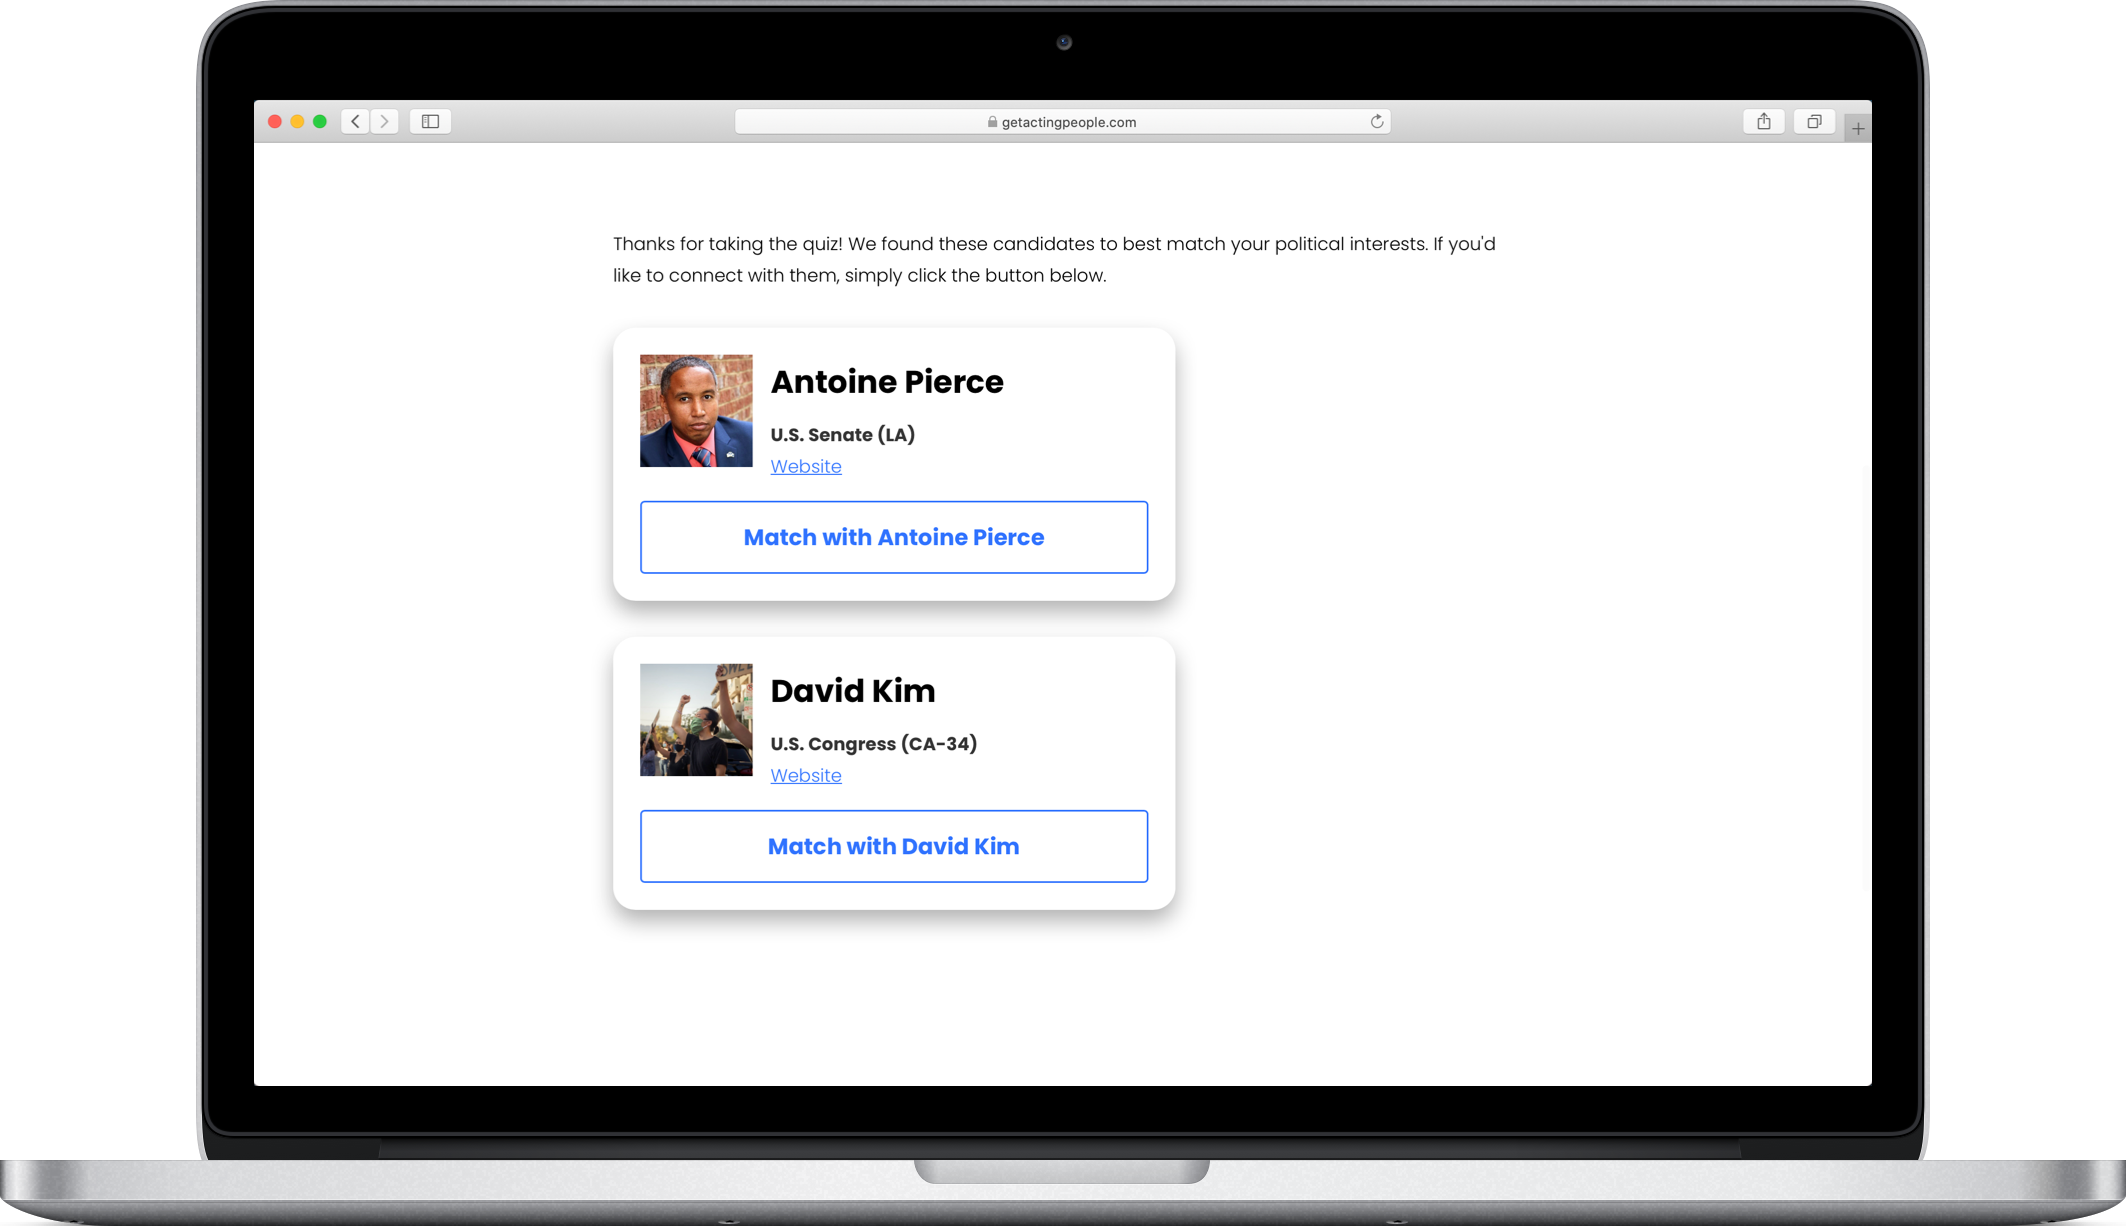 getactingpeople.com
Thanks for taking the quiz! We found these candidates to best match your political interests. If you'd
like to connect with them, simply click the button below.
Antoine Pierce
U.S. Senate (LA)
Website
Match with Antoine Pierce
David Kim
U.S. Congress (CA-34)
Website
Match with David Kim